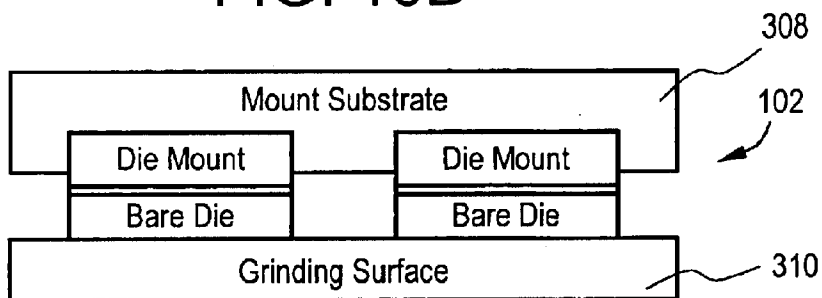 308
Mount Substrate
102
Die Mount Die Mount
Bare Die Bare Die
Grinding Surface
310